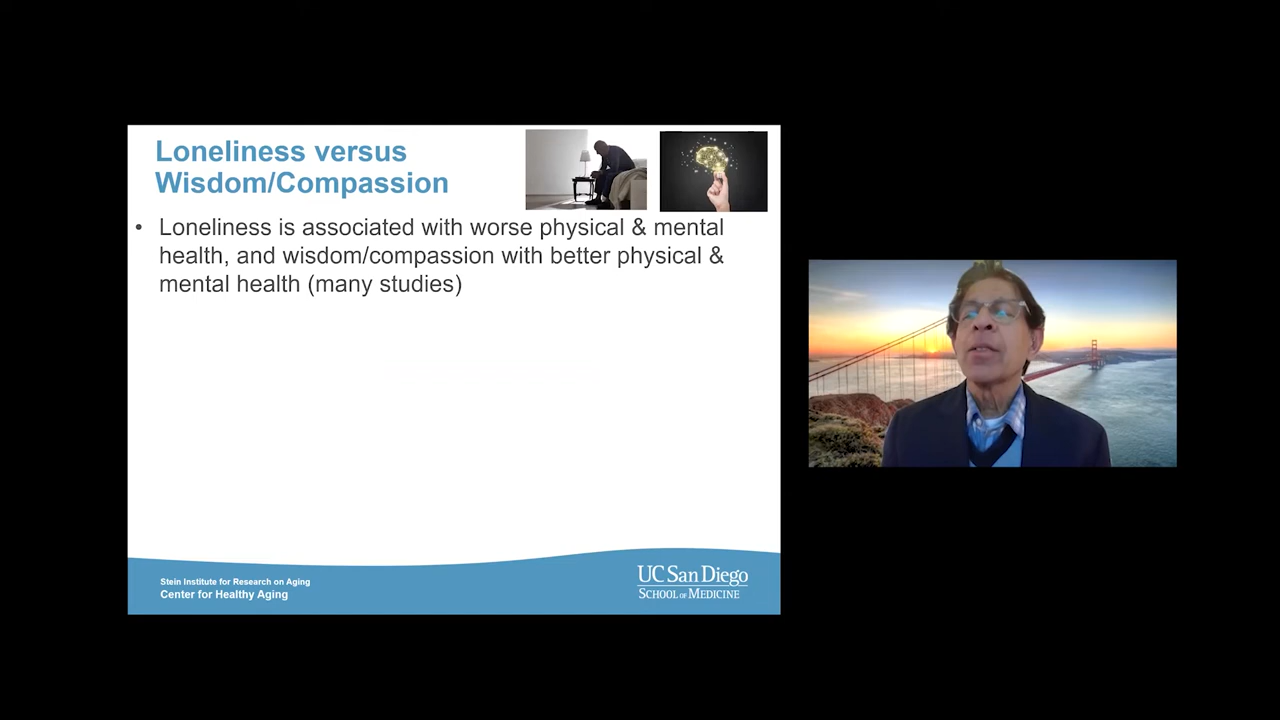 Loneliness versus
Wisdom/Compassion
• Loneliness is associated with worse physical & mental
health, and wisdom/compassion with better physical &
mental health (many studies)
Stein Institute for Research on Aging
Center for Healthy Aging
UC San Diego
SCHOOL OF MEDICINE